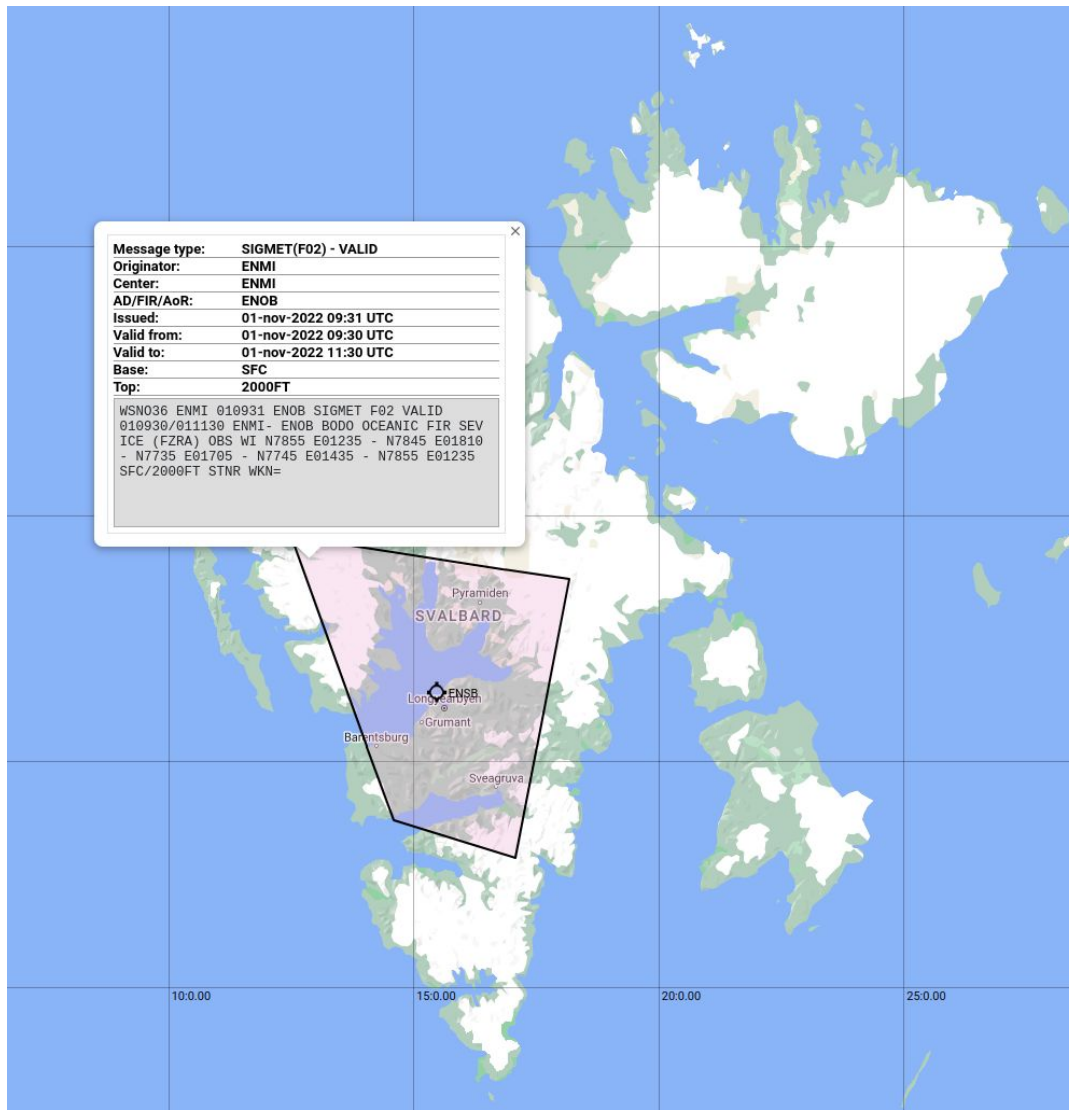 ×
Message type: SIGMET(F02) - VALID
Originator: ENMI
Center: ENMI
AD/FIR/AoR: ENOB
Issued: 01-nov-2022 09:31 UTC
Valid from: 01-nov-2022 09:30 UTC
Valid to: 01-nov-2022 11:30 UTC
Base: SFC
Top: 2000FT
WSNO36 ENMI 010931 ENOB SIGMET F02 VALID
010930/011130 ENMI- ENOB BODO OCEANIC FIR SEV
ICE (FZRA) OBS WI N7855 E01235 - N7845 E01810
- N7735 E01705 - N7745 E01435 - N7855 E01235
SFC/2000FT STNR WKN=
Pyramiden
SVALBARD
ENSB
Longyearbyen
Grumant
Barentsburg
Sveagruva
10:0.00
15:0.00
20:0.00
25:0.00